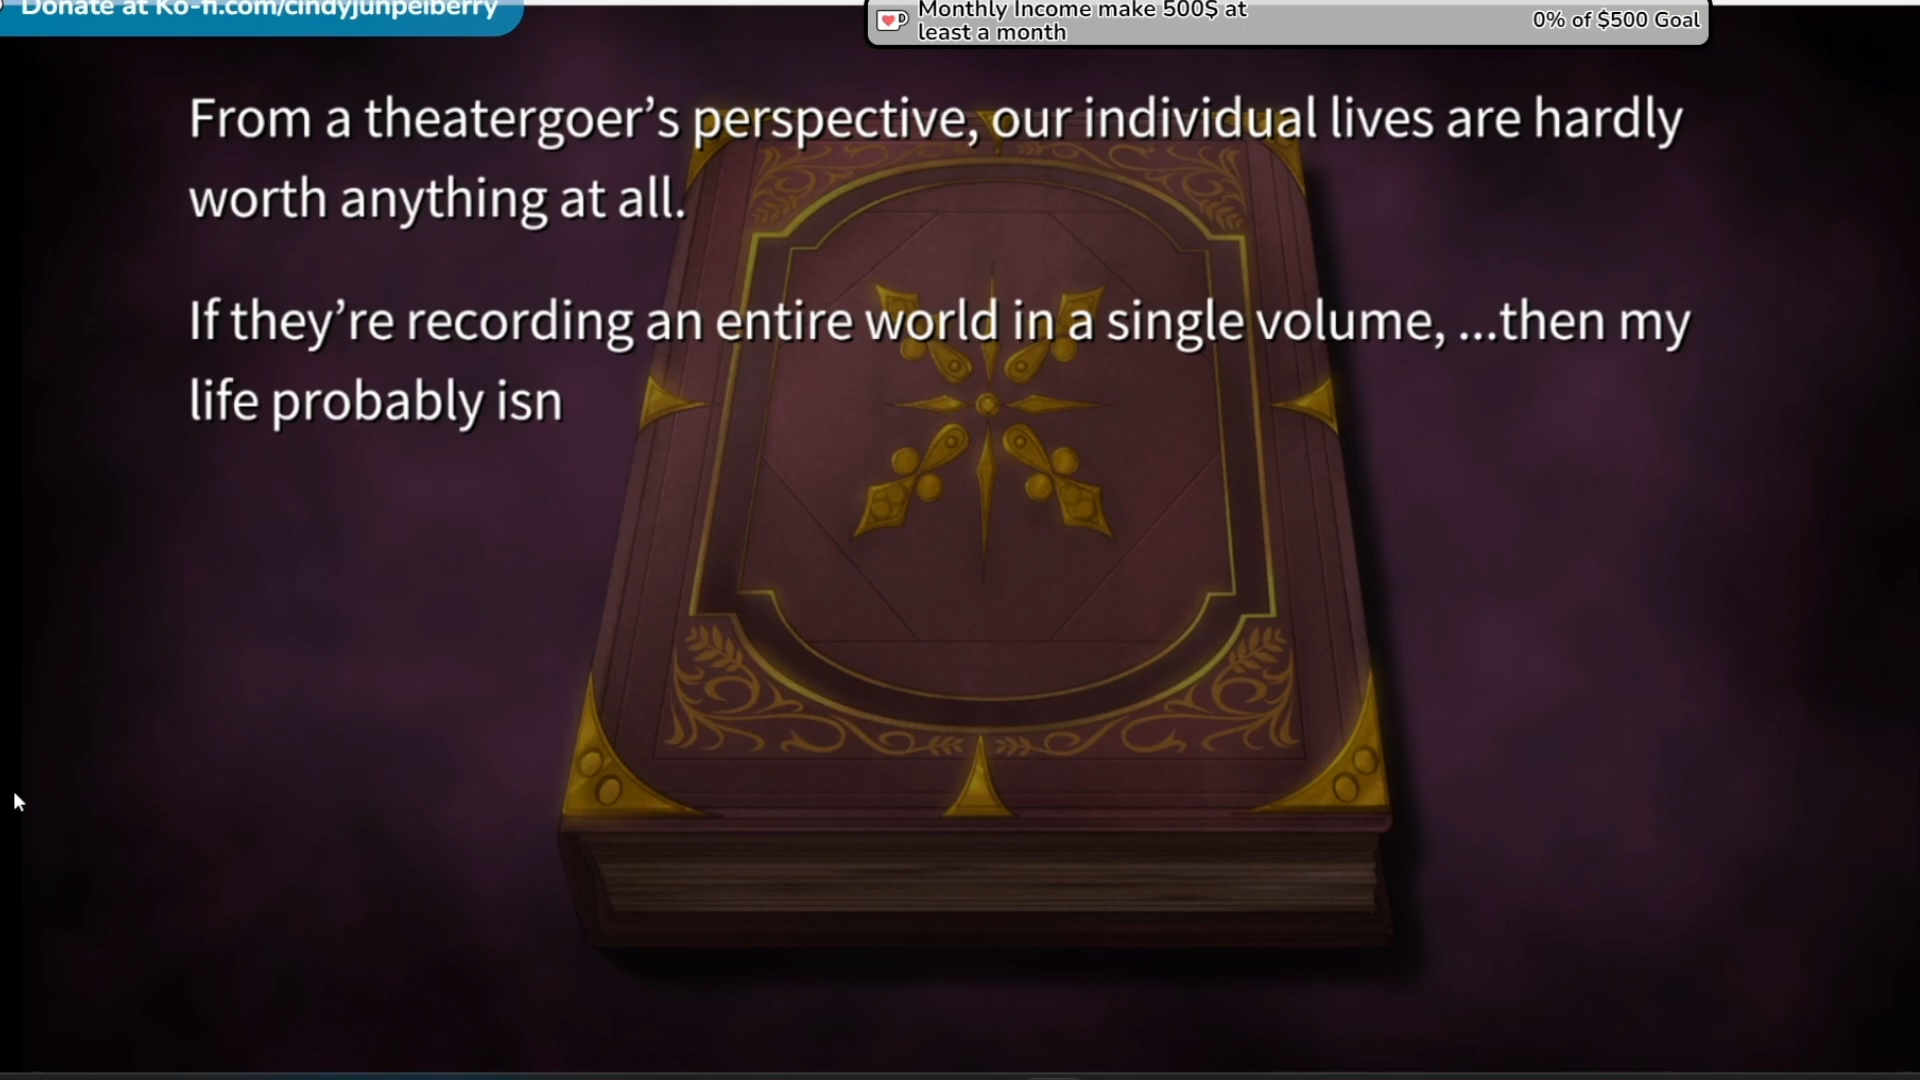 Donate at Ko-fi.com/cindyjunpeiberry
Monthly Income make 500$ at
least a month
0% of $500 Goal
From a theatergoer’s perspective, our individual lives are hardly
worth anything at all.
If they’re recording an entire world in a single volume, ...then my
life probably isn